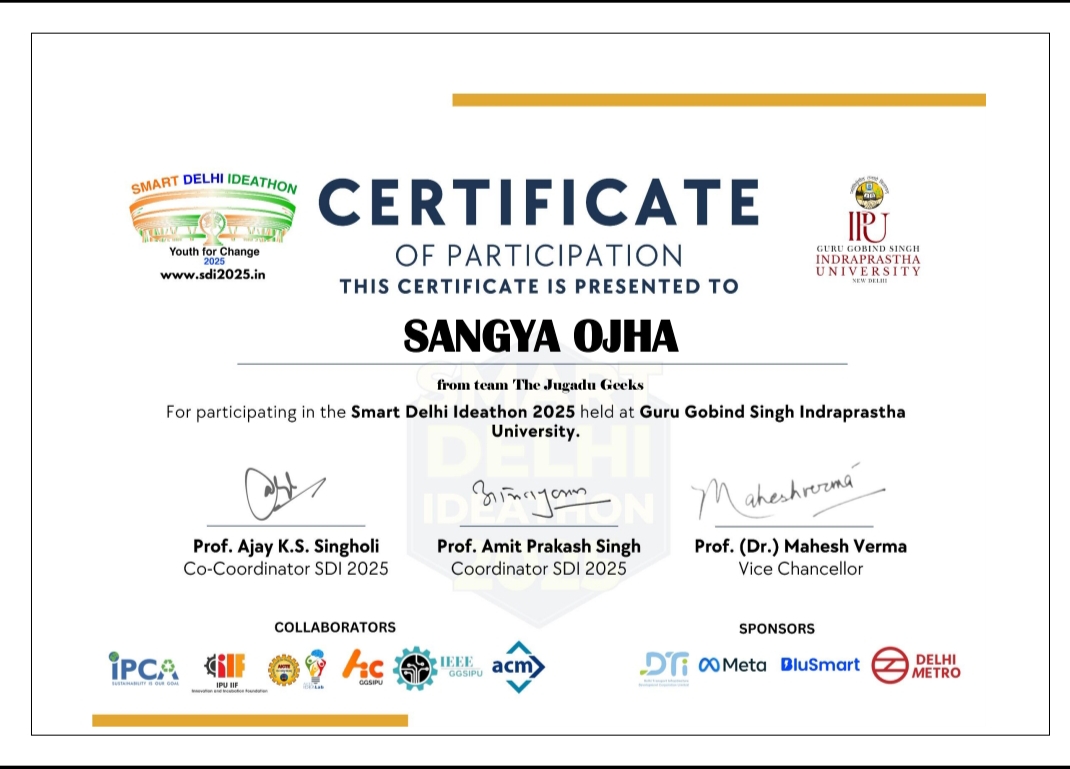 SMART DELHI IDEATHON
Youth for Change
2025
www.sdi2025.in
CERTIFICATE
OF PARTICIPATION
THIS CERTIFICATE IS PRESENTED TO
IPU
GURU GOBIND SINGH
INDRAPRASTHA
UNIVERSITY
NEW DELHI
SANGYA OJHA
from team The Jugadu Geeks
For participating in the Smart Delhi Ideathon 2025 held at Guru Gobind Singh Indraprastha
University.
SMART
DELHI
IDEATHON
2025
Maheshverma
Prof. Ajay K.S. Singholi
Co-Coordinator SDI 2025
Prof. Amit Prakash Singh
Coordinator SDI 2025
Prof. (Dr.) Mahesh Verma
Vice Chancellor
COLLABORATORS
iPCA
SUSTAINABILITY IS OUR GOAL
IIF
IPU IIF
Innovation and Incubation Foundation
AICTE
IdeaLab
GGSIPU
IEEE
GGSIPU
acm
SPONSORS
DTi
Meta
BluSmart
DELHI
METRO